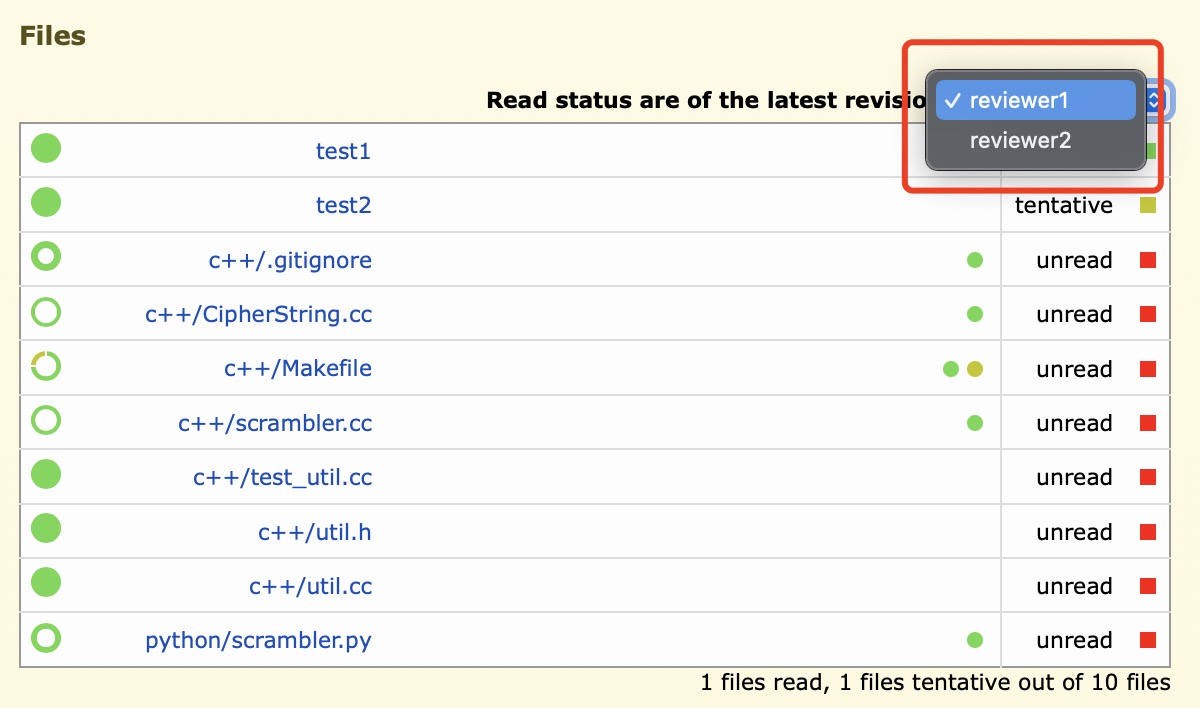 Files
Read status are of the latest revisio
✓ reviewer1
reviewer2
test1
test2 tentative
c++/.gitignore unread
c++/CipherString.cc unread
c++/Makefile unread
c++/scrambler.cc unread
c++/test_util.cc unread
c++/util.h unread
c++/util.cc unread
python/scrambler.py unread
1 files read, 1 files tentative out of 10 files